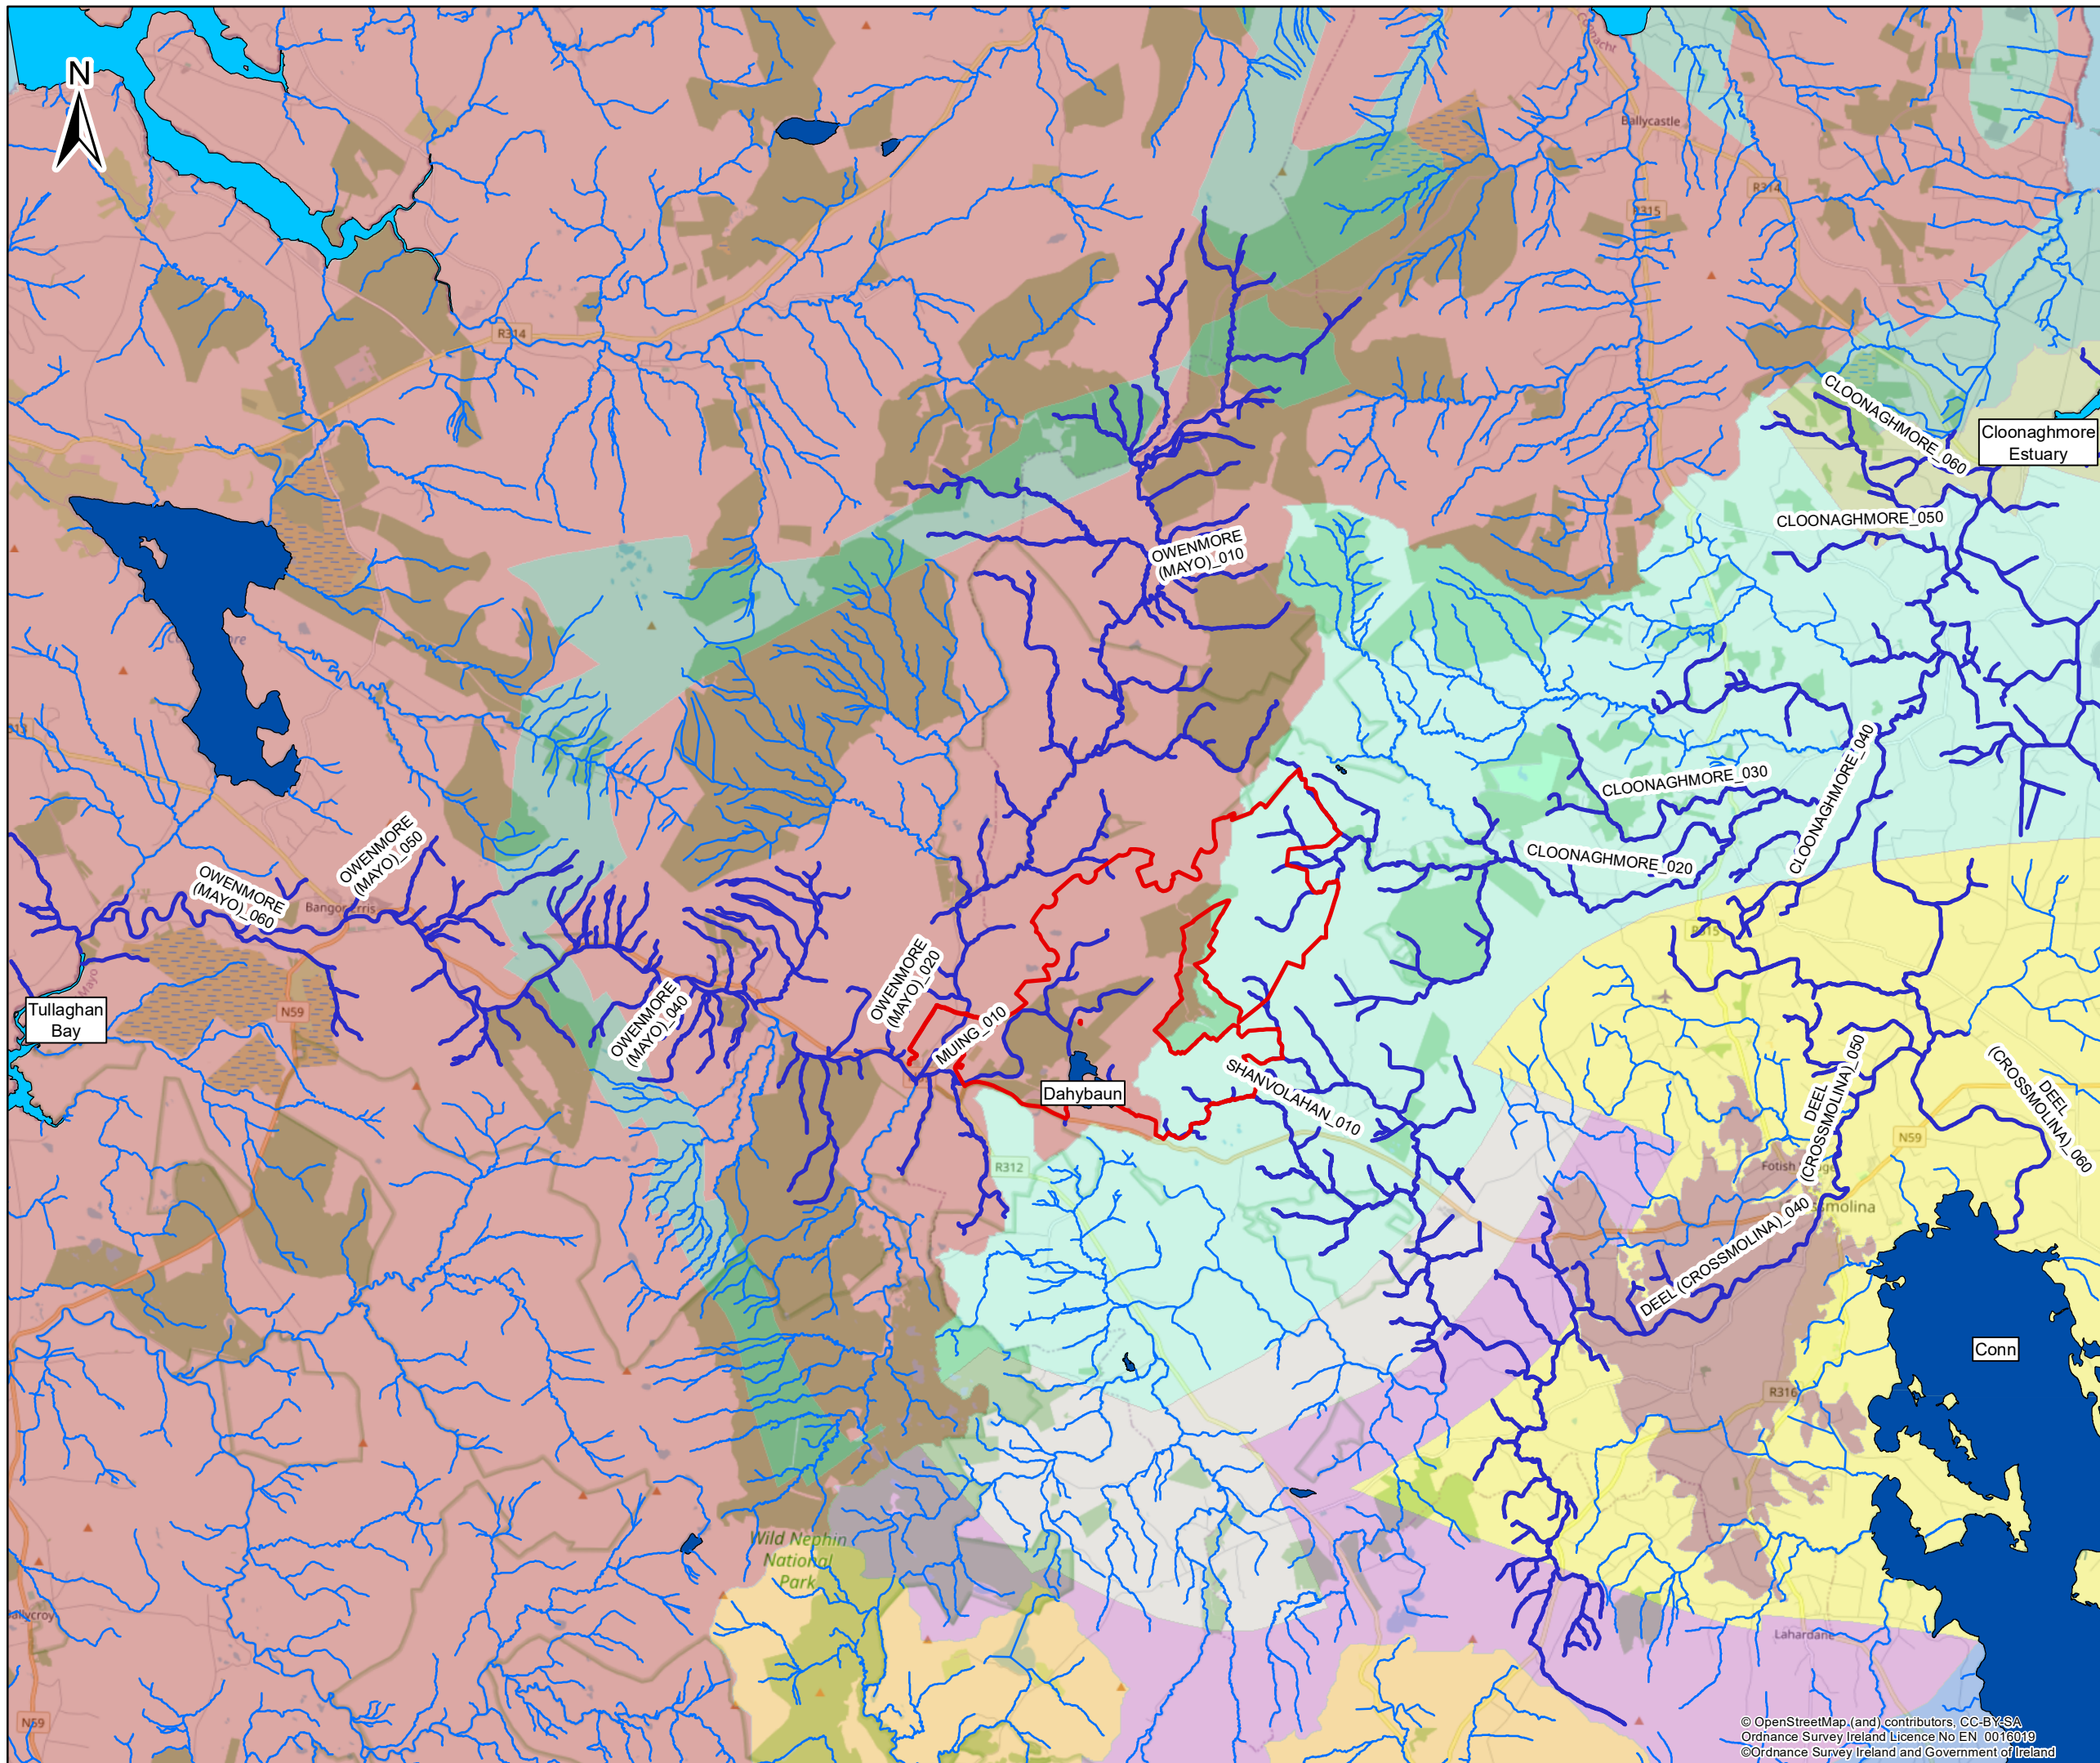 N
Ballycastle
R314
R315
R314
CLOONAGHMORE_060
Cloonaghmore
Estuary
CLOONAGHMORE_050
OWENMORE
(MAYO)_010
CLOONAGHMORE_040
CLOONAGHMORE_030
CLOONAGHMORE_020
OWENMORE
(MAYO)_050
OWENMORE
(MAYO)_060
Bangor Erris
R315
OWENMORE
(MAYO)_020
OWENMORE
(MAYO)_040
MUING_010
Mayo
Tullaghan
Bay
N59
Dahybaun
SHANVOLAHAN_010
DEEL
(CROSSMOLINA)_050
DEEL
(CROSSMOLINA)_060
N59
R312
DEEL (CROSSMOLINA)_040
Conn
R316
Wild Nephin
National
Park
Lahardane
N59
© OpenStreetMap (and) contributors, CC-BY-SA
Ordnance Survey Ireland Licence No EN 0016019
©Ordnance Survey Ireland and Government of Ireland